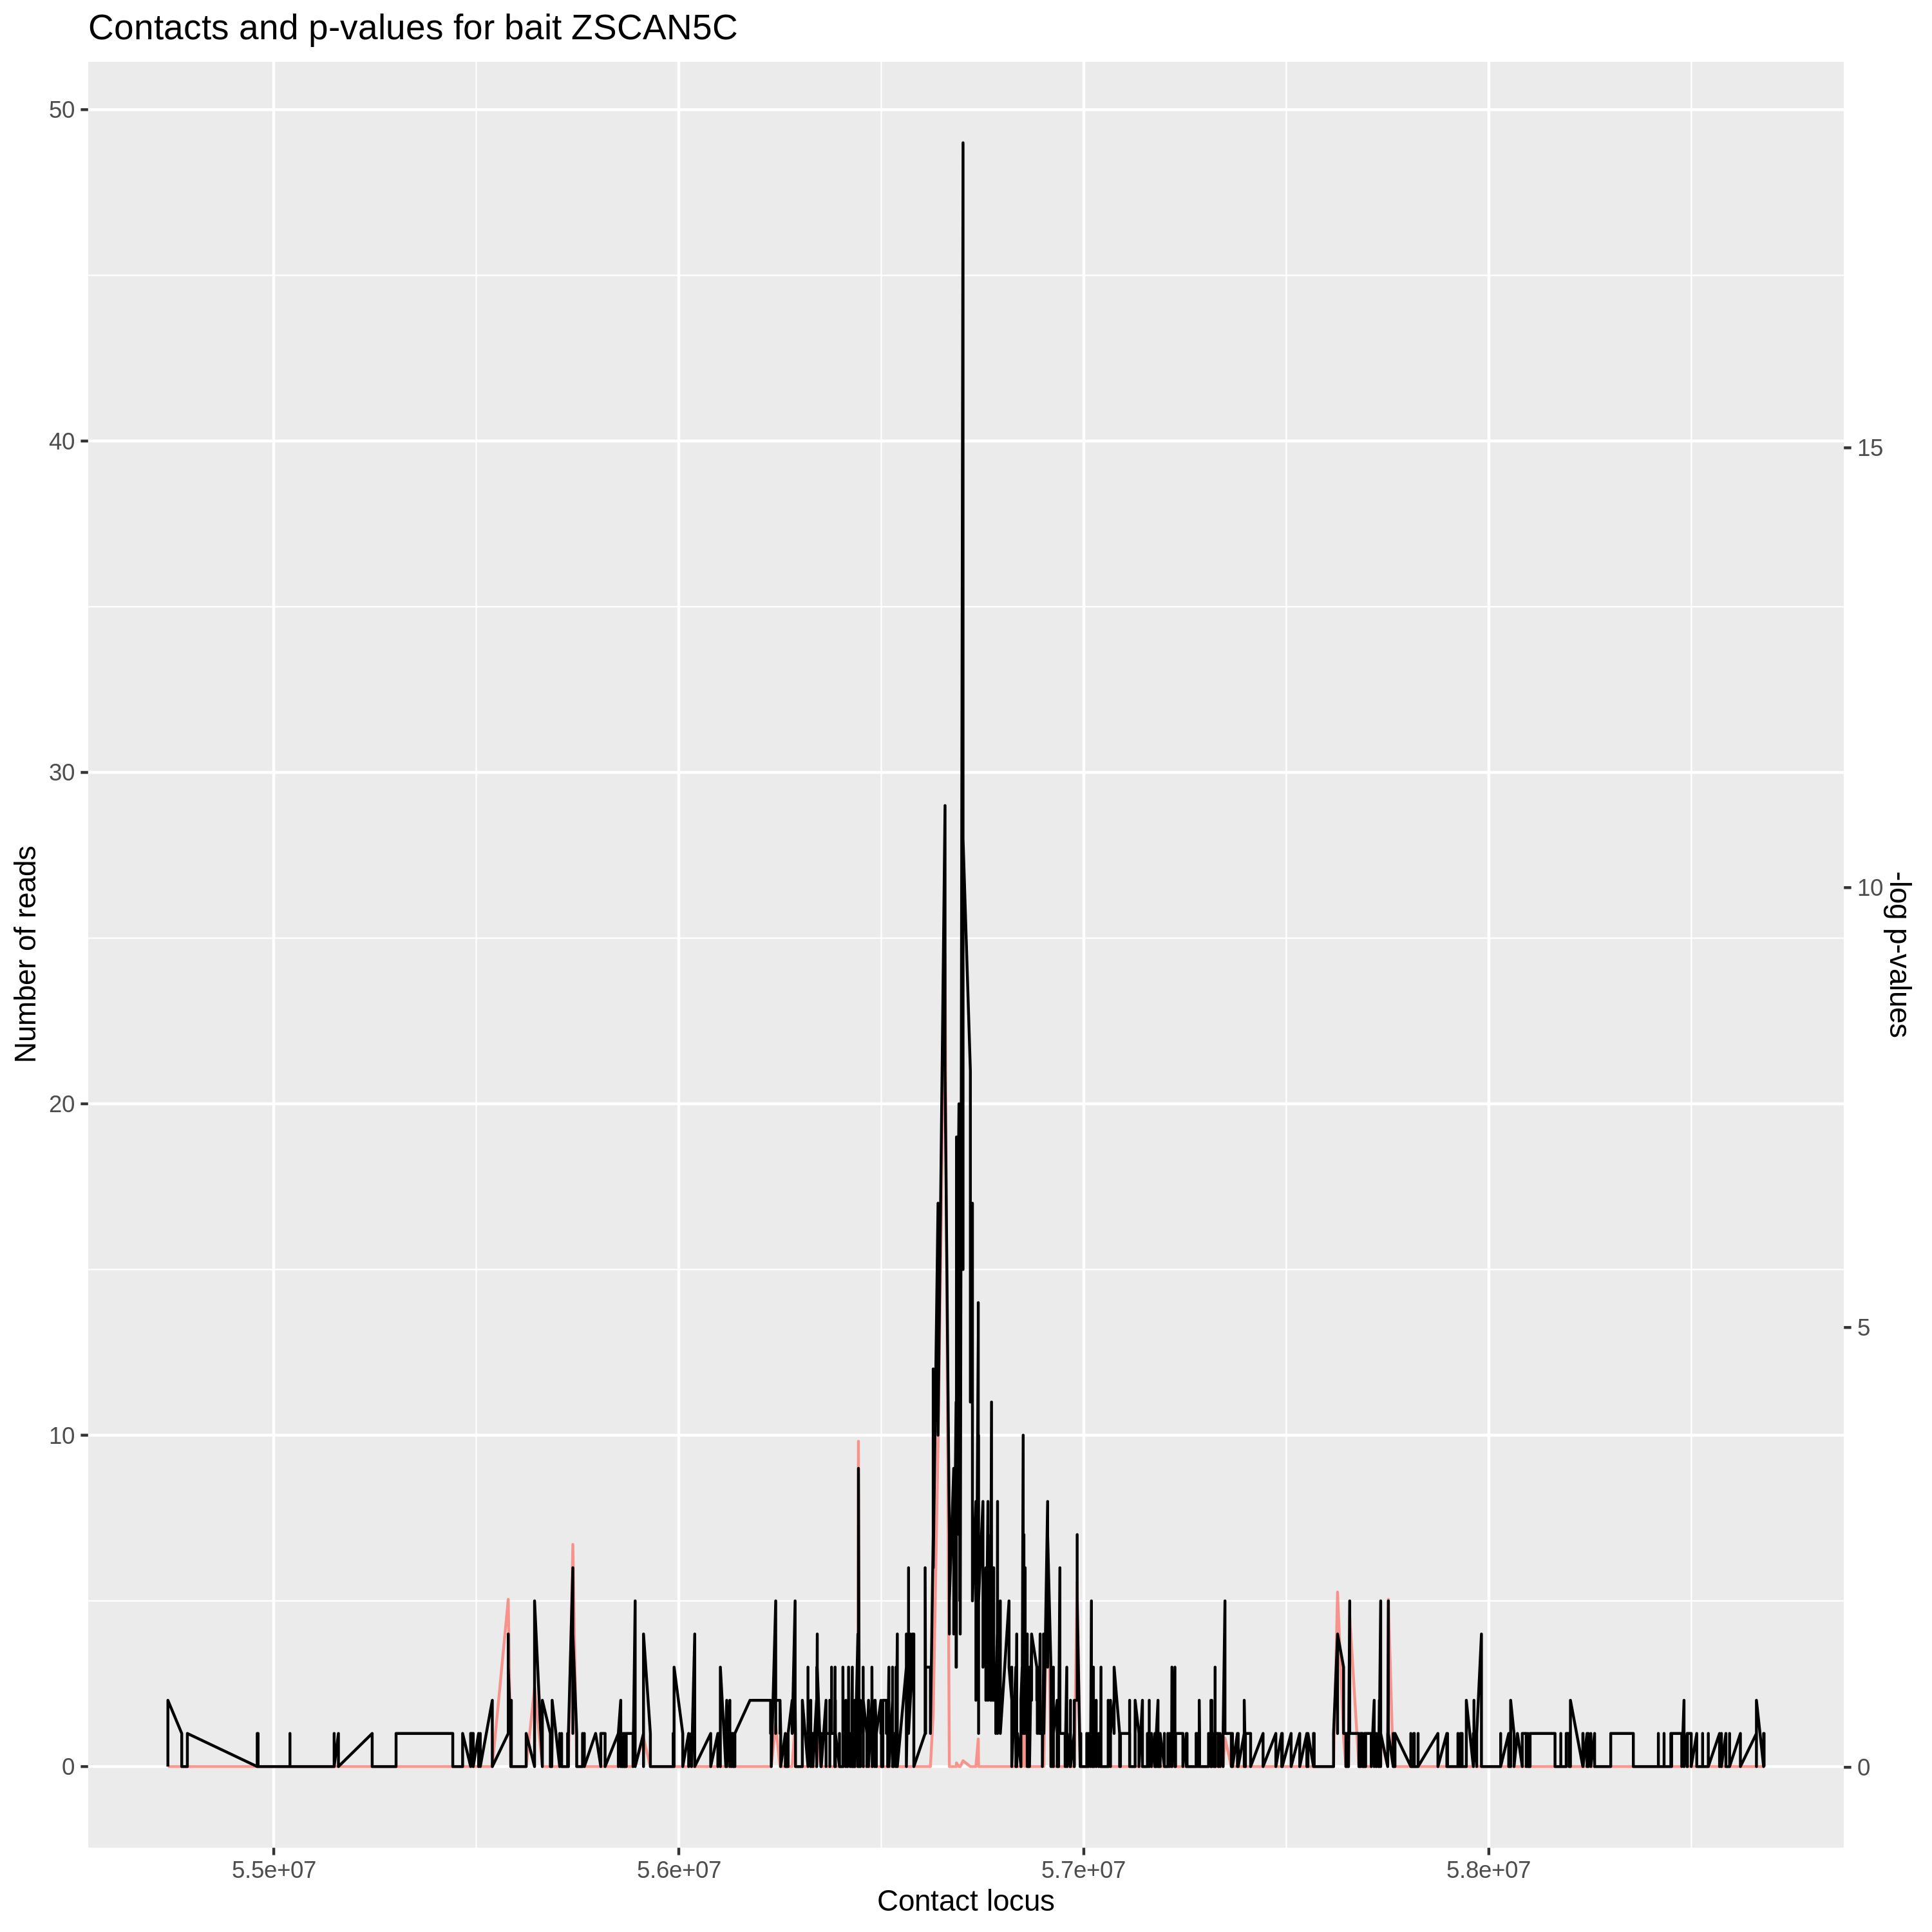 Contacts and p-values for bait ZSCAN5C
50
40
30
20
10
0
Number of reads
15
10
5
0
-log p-values
5.5e+07
5.6e+07
5.7e+07
5.8e+07
Contact locus